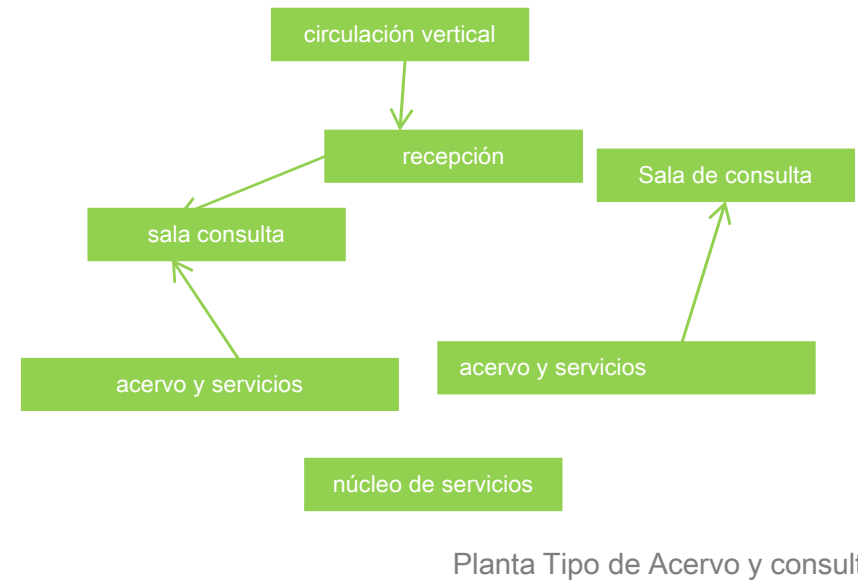 circulación vertical
recepción
Sala de consulta
sala consulta
acervo y servicios
acervo y servicios
núcleo de servicios
Planta Tipo de Acervo y consult